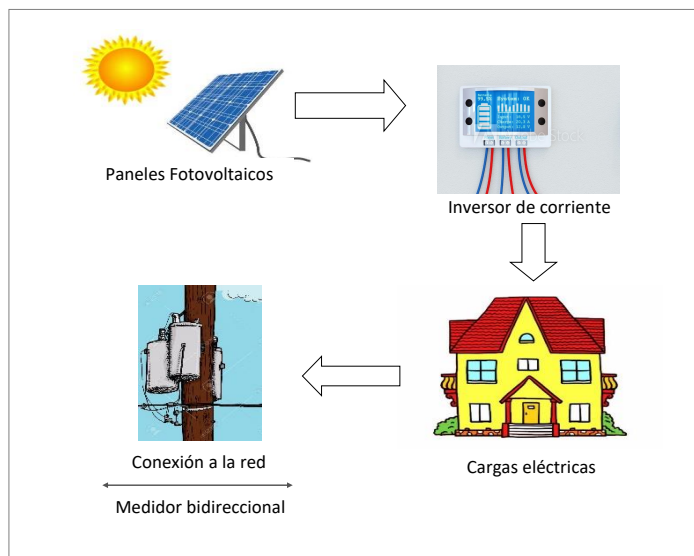 Paneles Fotovoltaicos
Inversor de corriente
Cargas eléctricas
Conexión a la red
Medidor bidireccional